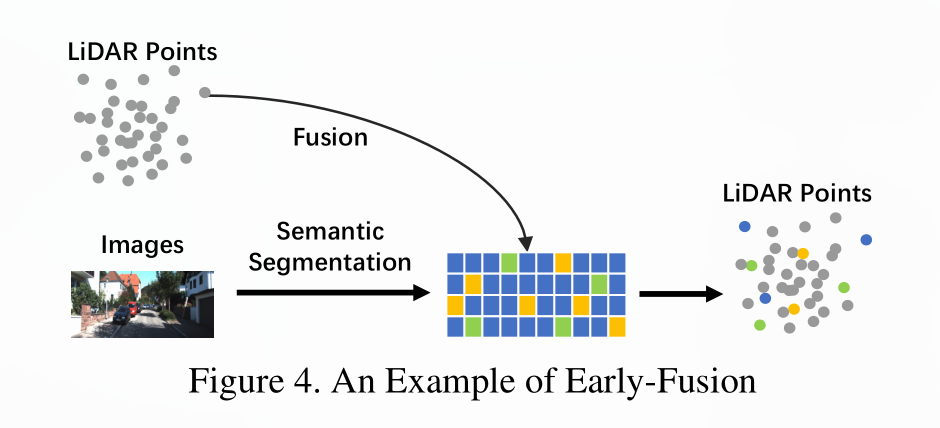 LiDAR Points
Fusion
LiDAR Points
Images
Semantic
Segmentation
Figure 4. An Example of Early-Fusion